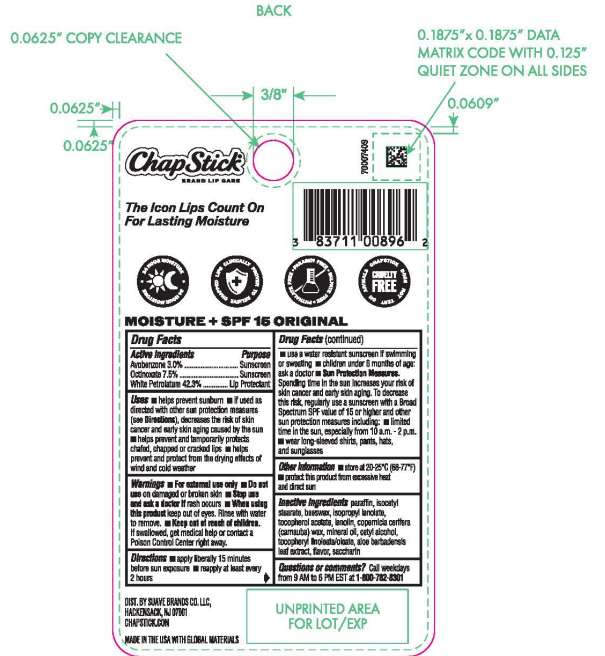 BACK
0.0625" COPY CLEARANCE
0.1875"x 0.1875" DATA
MATRIX CODE WITH 0.125"
QUIET ZONE ON ALL SIDES
3/8"
0.0625"
0.0609"
0.0625"
ChapStick
BRAND LIP CARE
70007409
The Icon Lips Count On
For Lasting Moisture
3 83711 00896 2
CRUELTY
FREE
MOISTURE + SPF 15 ORIGINAL
Drug Facts
Active Ingredients Purpose
Avobenzone 3.0% ..................... Sunscreen
Octinoxate 7.5% ...................... Sunscreen
White Petrolatum 42.3% ........... Lip Protectant
Uses ■ helps prevent sunburn ■ if used as
directed with other sun protection measures
(see Directions), decreases the risk of skin
cancer and early skin aging caused by the sun
■ helps prevent and temporarily protects
chafed, chapped or cracked lips ■ helps
prevent and protect from the drying effects of
wind and cold weather
Warnings ■ For external use only ■ Do not
use on damaged or broken skin ■ Stop use
and ask a doctor if rash occurs ■ When using
this product keep out of eyes. Rinse with water
to remove. ■ Keep out of reach of children.
If swallowed, get medical help or contact a
Poison Control Center right away.
Directions ■ apply liberally 15 minutes
before sun exposure ■ reapply at least every
2 hours
Drug Facts (continued)
■ use a water resistant sunscreen if swimming
or sweating ■ children under 6 months of age:
ask a doctor ■ Sun Protection Measures.
Spending time in the sun increases your risk of
skin cancer and early skin aging. To decrease
this risk, regularly use a sunscreen with a Broad
Spectrum SPF value of 15 or higher and other
sun protection measures including: ■ limited
time in the sun, especially from 10 a.m. - 2 p.m.
■ wear long-sleeved shirts, pants, hats,
and sunglasses
Other Information ■ store at 20-25°C (68-77°F)
■ protect this product from excessive heat
and direct sun
Inactive Ingredients paraffin, isocetyl
stearate, beeswax, isopropyl lanolate,
tocopherol acetate, lanolin, copernicia cerifera
(carnauba) wax, mineral oil, cetyl alcohol,
tocopheryl linoleate/oleate, aloe barbadensis
leaf extract, flavor, saccharin
Questions or comments? Call weekdays
from 9 AM to 5 PM EST at 1-800-782-8301
DIST. BY SUAVE BRANDS CO. LLC,
HACKENSACK, NJ 07601
CHAPSTICK.COM
MADE IN THE USA WITH GLOBAL MATERIALS
UNPRINTED AREA
FOR LOT/EXP